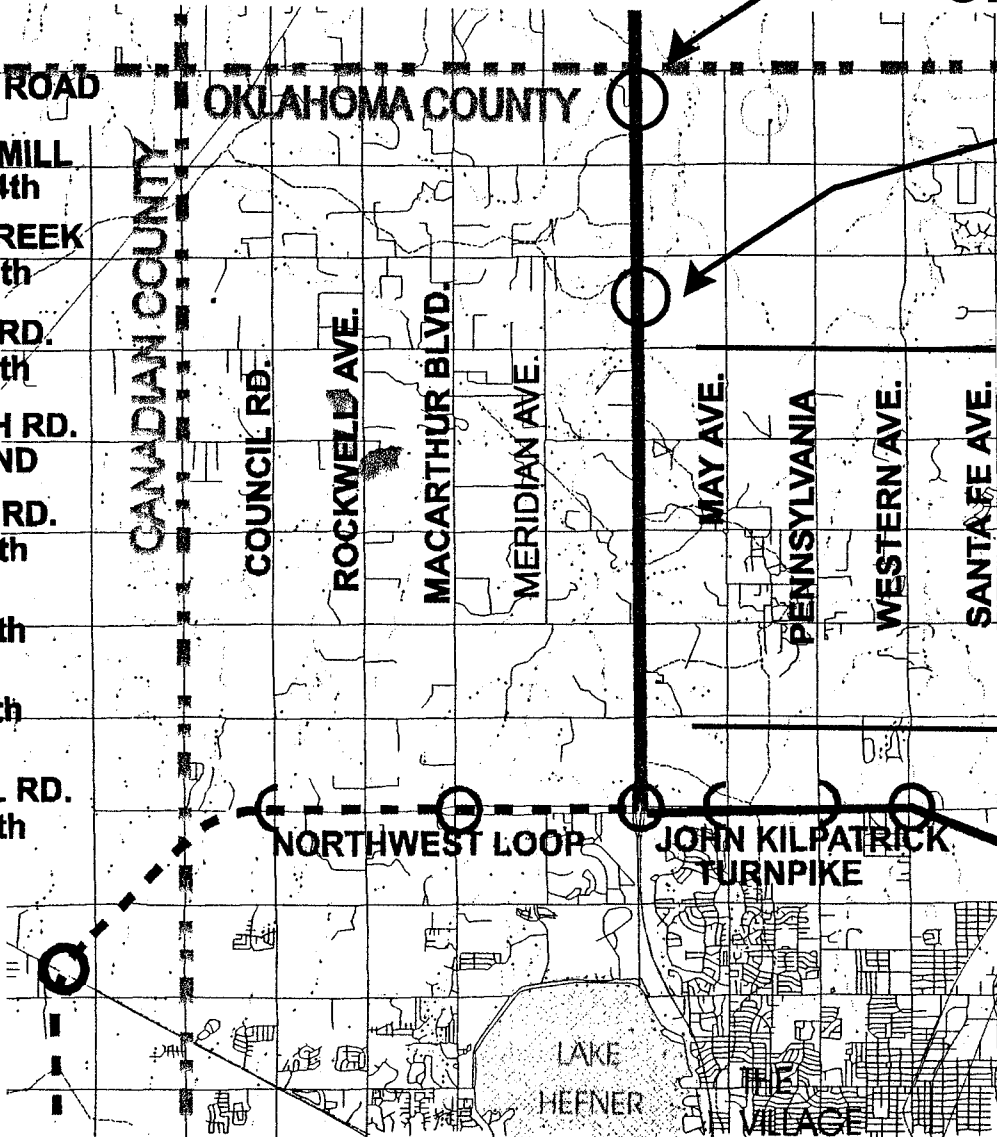 ROAD
OKLAHOMA COUNTY
MILL
4th
CANADIAN COUNTY
REEK
th
RD.
th
H RD.
ND
RD.
th
th
th
L RD.
th
COUNCIL RD.
ROCKWELL AVE.
MACARTHUR BLVD.
MERIDIAN AVE.
MAY AVE.
PENNSYLVANIA
WESTERN AVE.
SANTA FE AVE.
NORTHWEST LOOP
JOHN KILPATRICK
TURNPIKE
LAKE
HEFNER
THE
VILLAGE